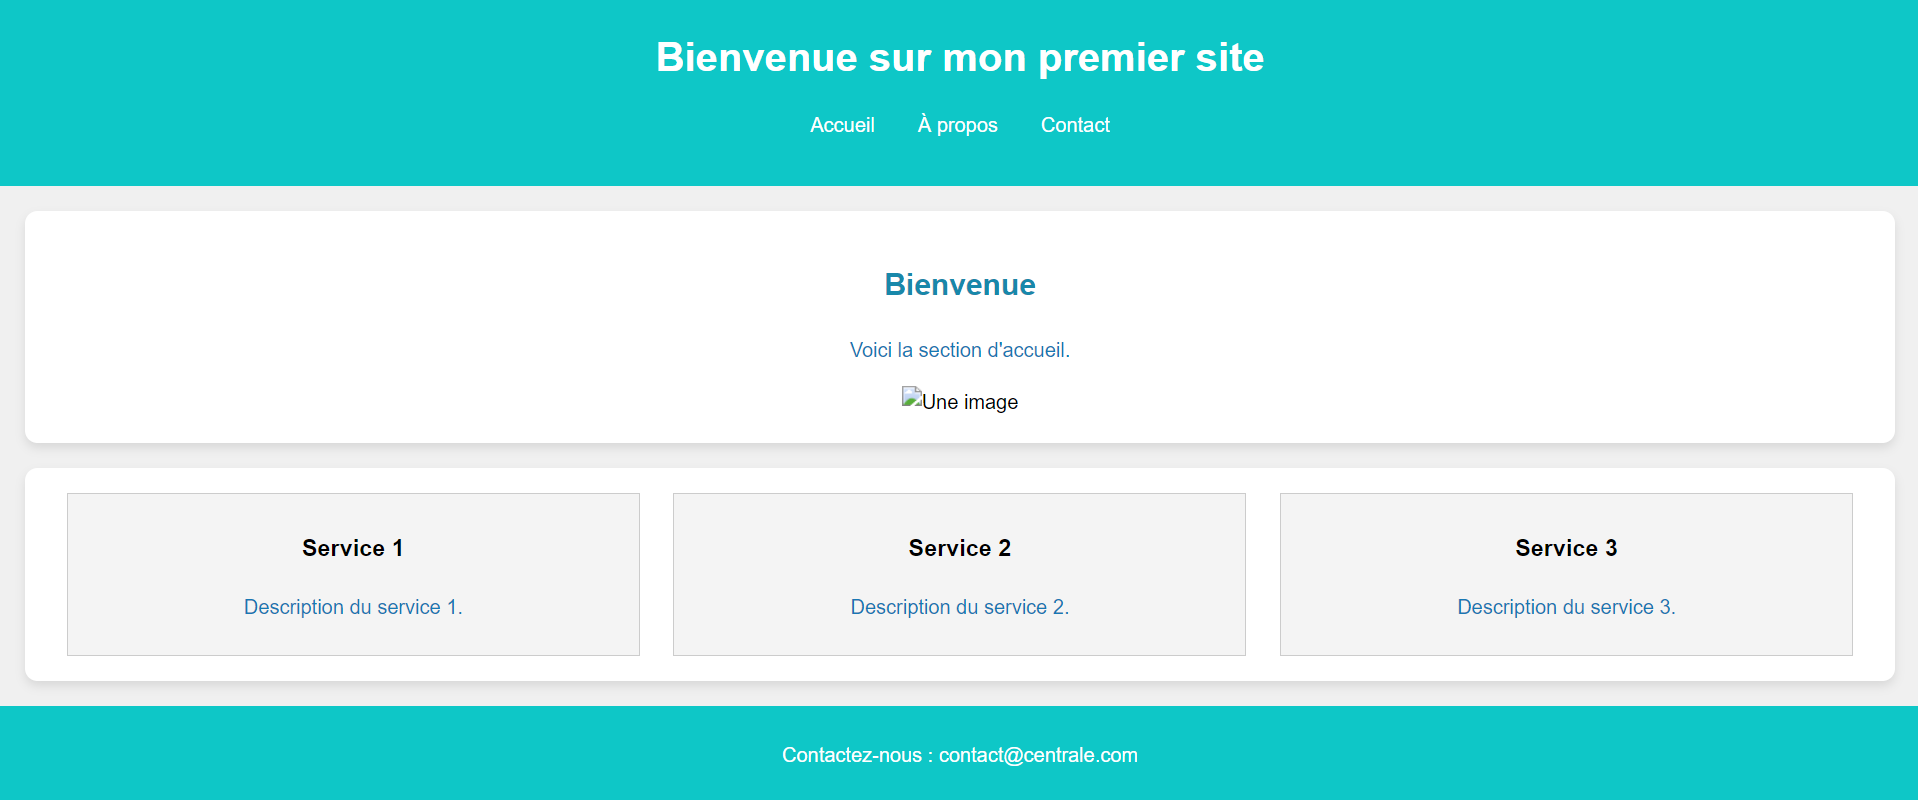 Bienvenue sur mon premier site
Accueil À propos Contact
Bienvenue
Voici la section d'accueil.
Une image
Service 1 Service 2 Service 3
Description du service 1. Description du service 2. Description du service 3.
Contactez-nous : contact@centrale.com